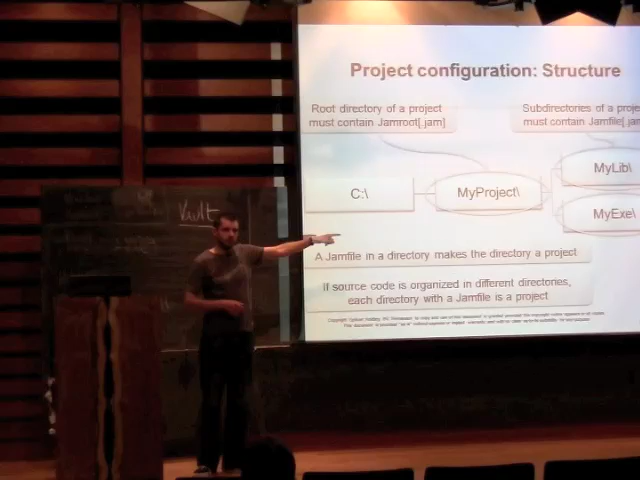 Project configuration: Structure
Root directory of a project
must contain Jamroot[.jam]
Subdirectories of a proje
must contain Jamfile[.jam
C:\
MyProject\
MyLib\
MyExe\
Vault
A Jamfile in a directory makes the directory a project
If source code is organized in different directories,
each directory with a Jamfile is a project